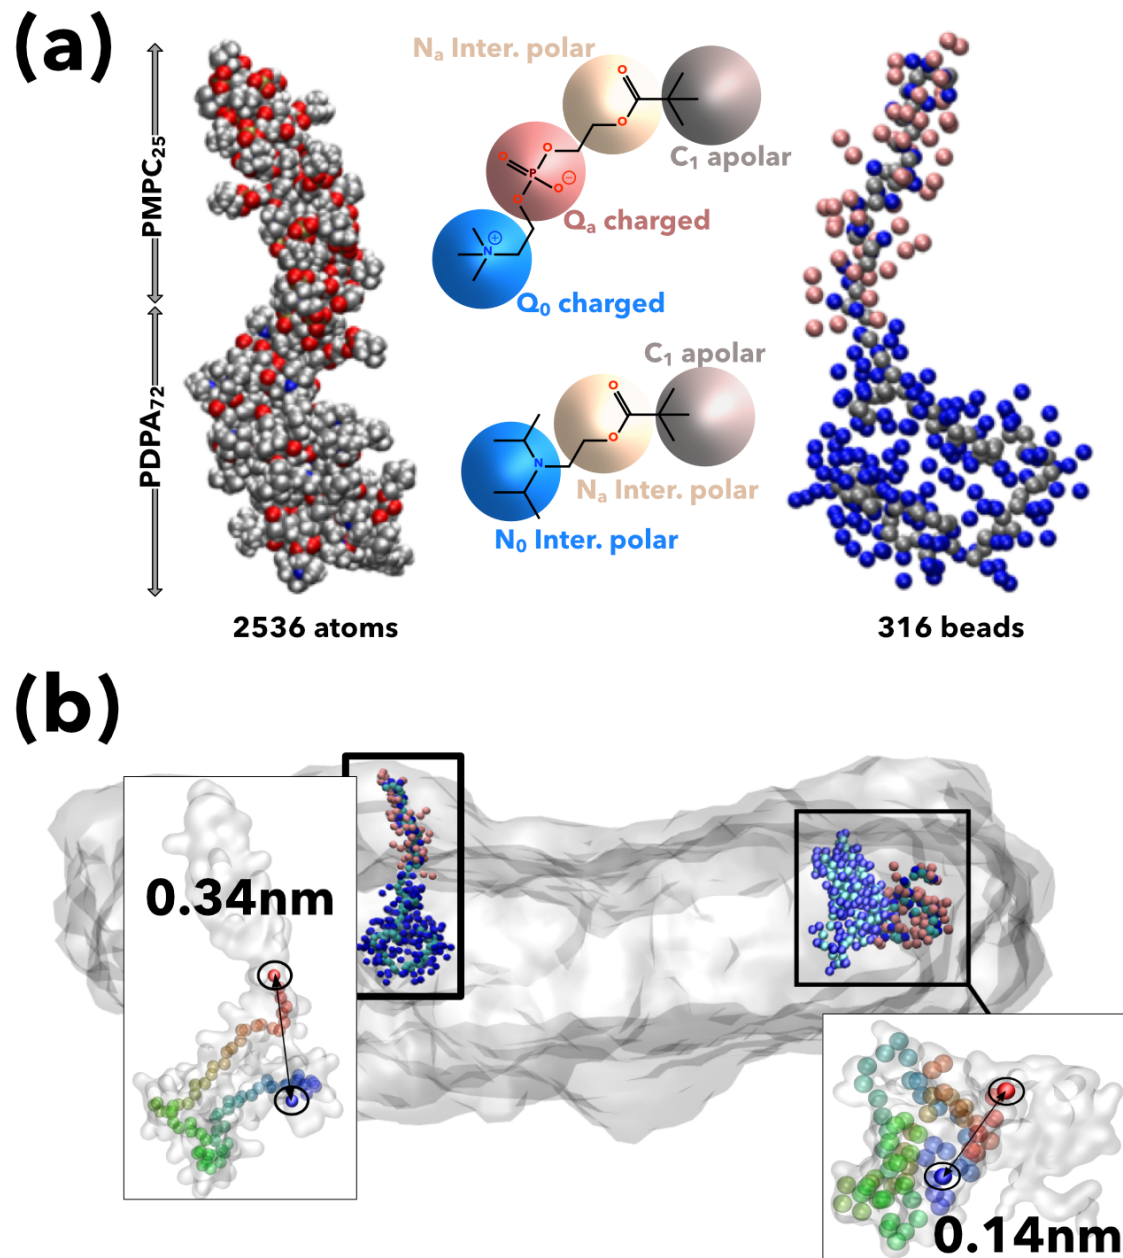 (a)
PMPC₂₅
PDPA₇₂
Nₐ Inter. polar
C₁ apolar
O
O
O
O
P
O ⊖
O
Qₐ charged
N ⊕
Q₀ charged
C₁ apolar
O
O
N
Nₐ Inter. polar
N₀ Inter. polar
2536 atoms
316 beads
(b)
0.34nm
0.14nm